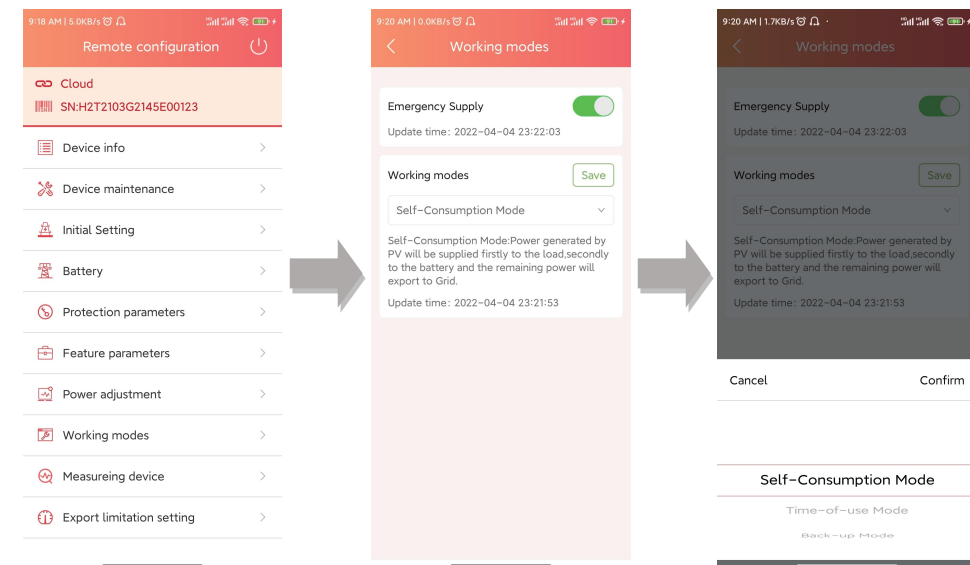 9:18 AM | 5.0KB/s
Remote configuration
Cloud
SN:H2T2103G2145E00123
Device info
Device maintenance
Initial Setting
Battery
Protection parameters
Feature parameters
Power adjustment
Working modes
Measureing device
Export limitation setting
9:20 AM | 0.0KB/s
Working modes
Emergency Supply
Update time: 2022-04-04 23:22:03
Working modes
Save
Self-Consumption Mode
Self-Consumption Mode:Power generated by
PV will be supplied firstly to the load,secondly
to the battery and the remaining power will
export to Grid.
Update time: 2022-04-04 23:21:53
9:20 AM | 1.7KB/s
Working modes
Emergency Supply
Update time: 2022-04-04 23:22:03
Working modes
Save
Self-Consumption Mode
Self-Consumption Mode:Power generated by
PV will be supplied firstly to the load,secondly
to the battery and the remaining power will
export to Grid.
Update time: 2022-04-04 23:21:53
Cancel
Confirm
Self-Consumption Mode
Time-of-use Mode
Back-up Mode